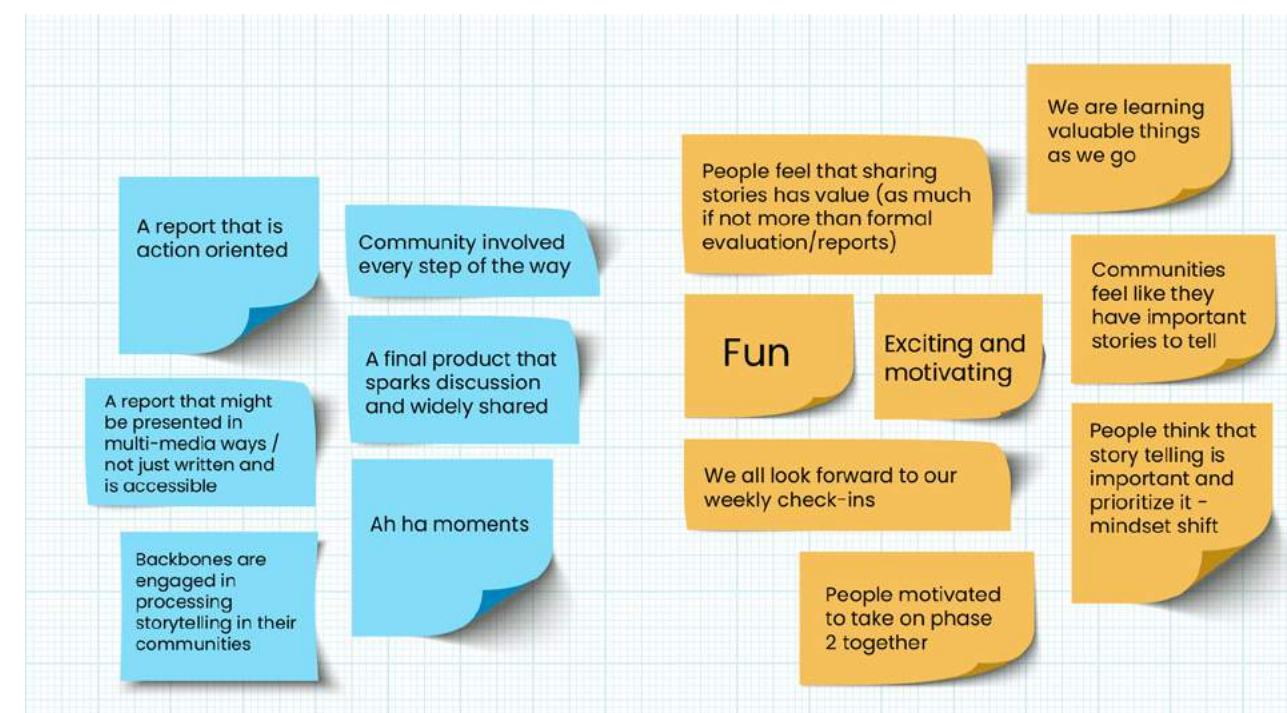 A report that is
action oriented
Community involved
every step of the way
A final product that
sparks discussion
and widely shared
A report that might
be presented in
multi-media ways /
not just written and
is accessible
Ah ha moments
Backbones are
engaged in
processing
storytelling in their
communities
We are learning
valuable things
as we go
People feel that sharing
stories has value (as much
if not more than formal
evaluation/reports)
Communities
feel like they
have important
stories to tell
Fun
Exciting and
motivating
People think that
story telling is
important and
prioritize it -
mindset shift
We all look forward to our
weekly check-ins
People motivated
to take on phase
2 together